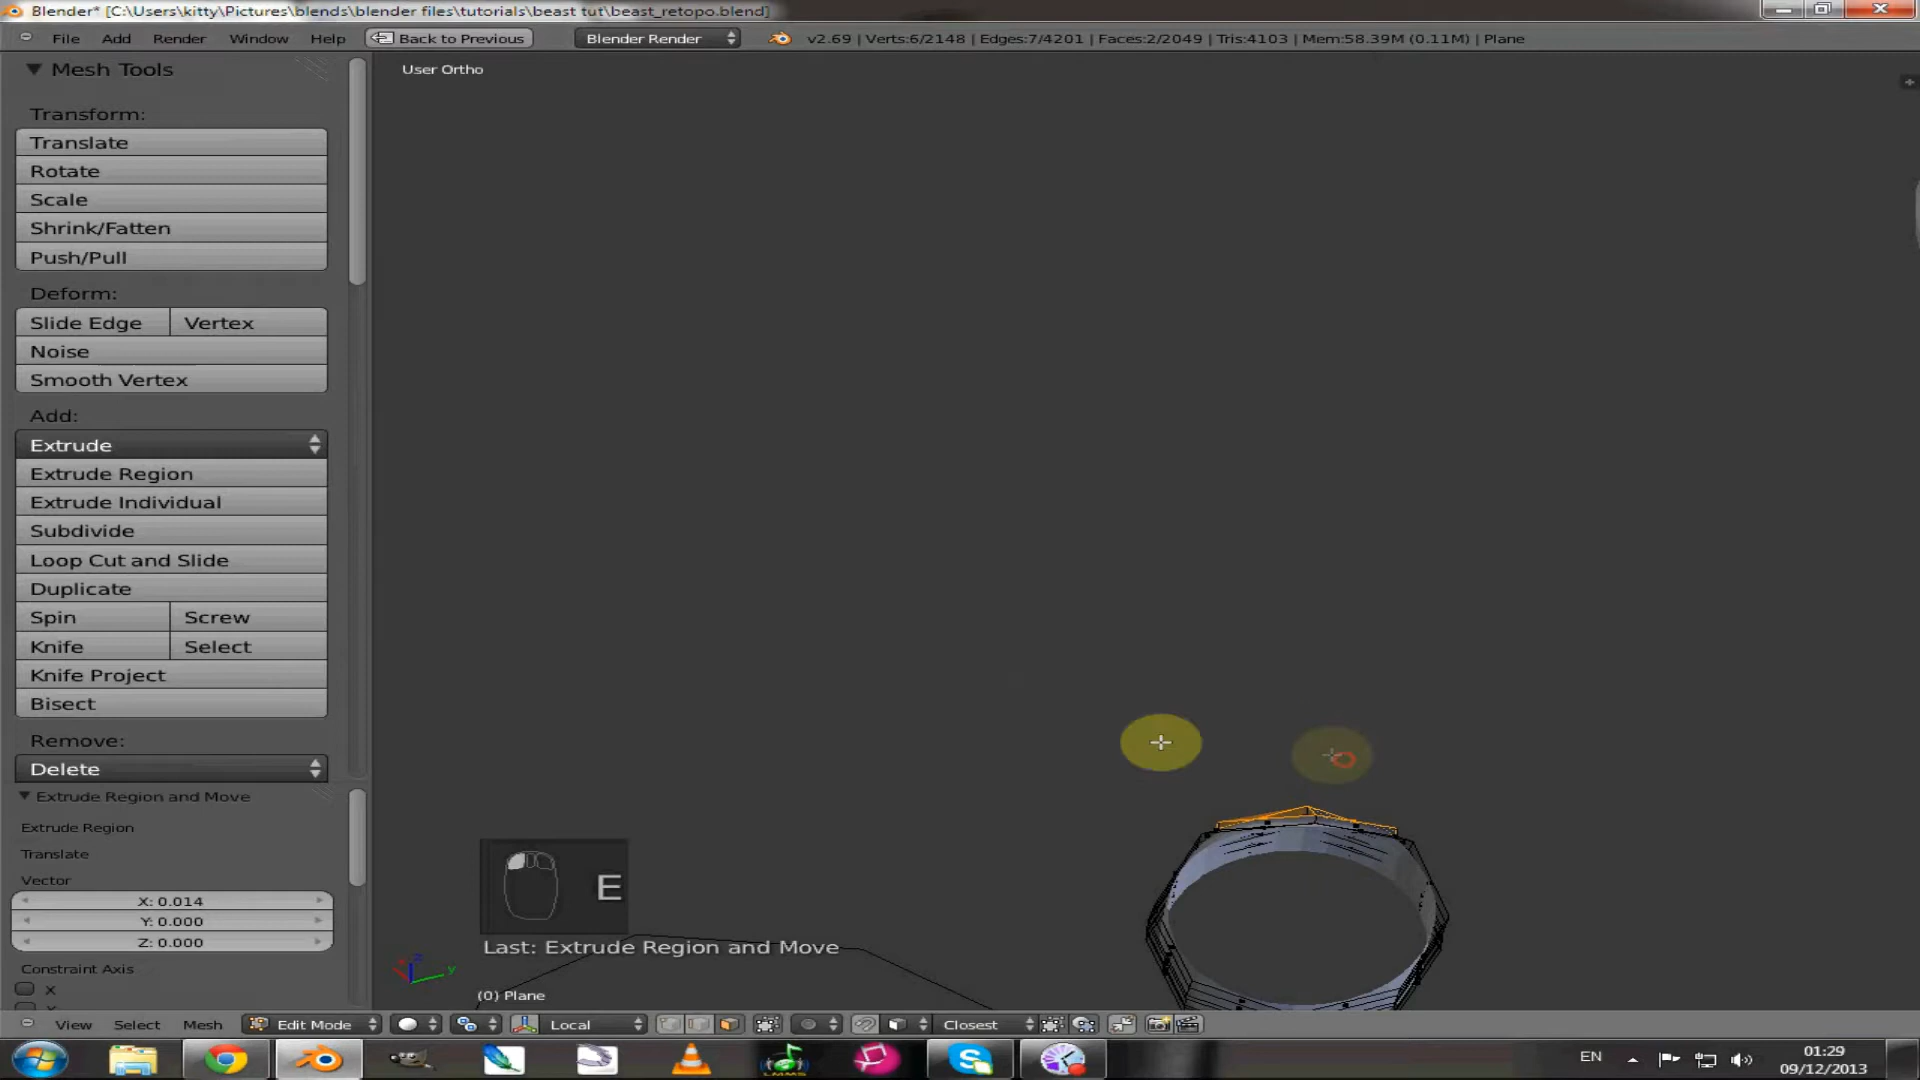 Blender* [C:\Users\kitty\Pictures\blends\blender files\tutorials\beast tut\beast_retopo.blend]
File Add Render Window Help Back to Previous Blender Render v2.69 | Verts:6/2148 | Edges:7/4201 | Faces:2/2049 | Tris:4103 | Mem:58.39M (0.11M) | Plane
Mesh Tools
User Ortho
Transform:
Translate
Rotate
Scale
Shrink/Fatten
Push/Pull
Deform:
Slide Edge Vertex
Noise
Smooth Vertex
Add:
Extrude
Extrude Region
Extrude Individual
Subdivide
Loop Cut and Slide
Duplicate
Spin Screw
Knife Select
Knife Project
Bisect
Remove:
Delete
Extrude Region and Move
Extrude Region
Translate
Vector
X: 0.014
Y: 0.000
Z: 0.000
Constraint Axis
X
E
Last: Extrude Region and Move
(0) Plane
View Select Mesh Edit Mode Local Closest
EN
01:29
09/12/2013